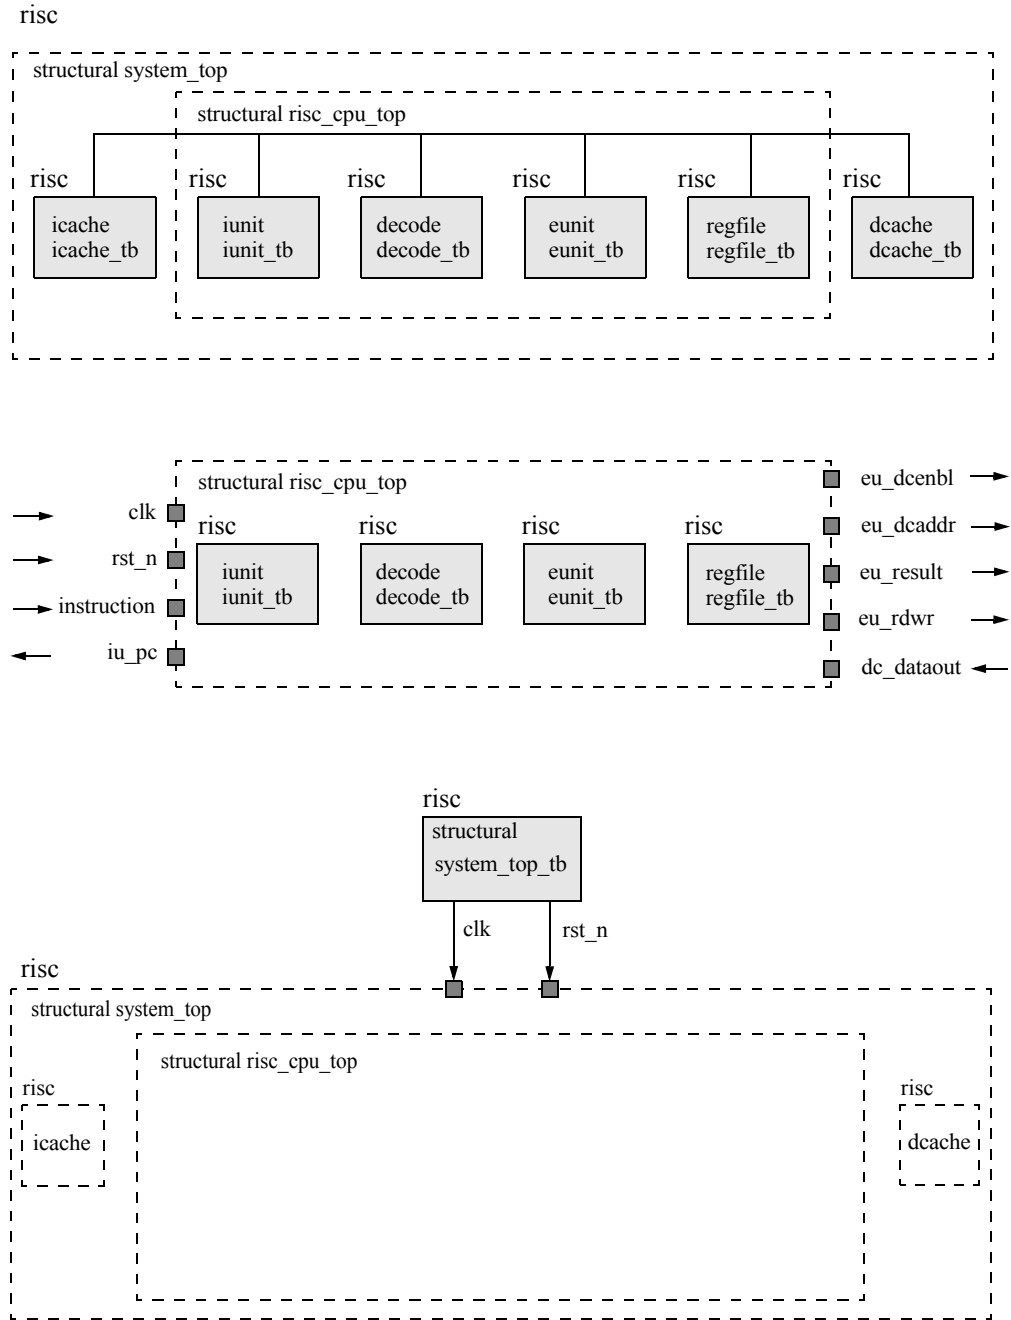 risc
structural system_top
structural risc_cpu_top
risc risc risc risc risc risc
icache iunit decode eunit regfile dcache
icache_tb iunit_tb decode_tb eunit_tb regfile_tb dcache_tb
structural risc_cpu_top eu_dcenbl
clk risc risc risc risc eu_dcaddr
rst_n iunit decode eunit regfile eu_result
instruction iunit_tb decode_tb eunit_tb regfile_tb eu_rdwr
iu_pc dc_dataout
risc
structural
system_top_tb
clk rst_n
risc
structural system_top
structural risc_cpu_top
risc risc
icache dcache